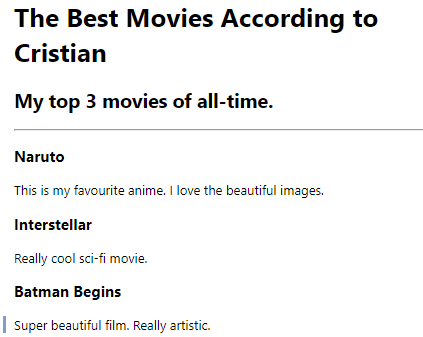 The Best Movies According to
Cristian
My top 3 movies of all-time.
Naruto
This is my favourite anime. I love the beautiful images.
Interstellar
Really cool sci-fi movie.
Batman Begins
Super beautiful film. Really artistic.